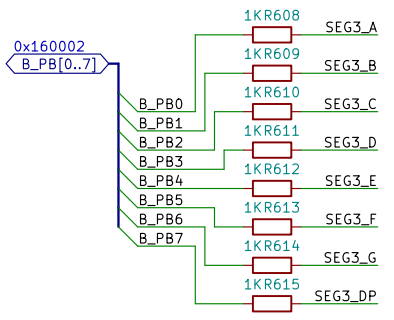 1KR608
SEG3_A
0x160002
B_PB[0..7]
1KR609
SEG3_B
1KR610
B_PB0
SEG3_C
B_PB1
1KR611
B_PB2
SEG3_D
B_PB3
1KR612
B_PB4
SEG3_E
B_PB5
1KR613
B_PB6
SEG3_F
B_PB7
1KR614
SEG3_G
1KR615
SEG3_DP